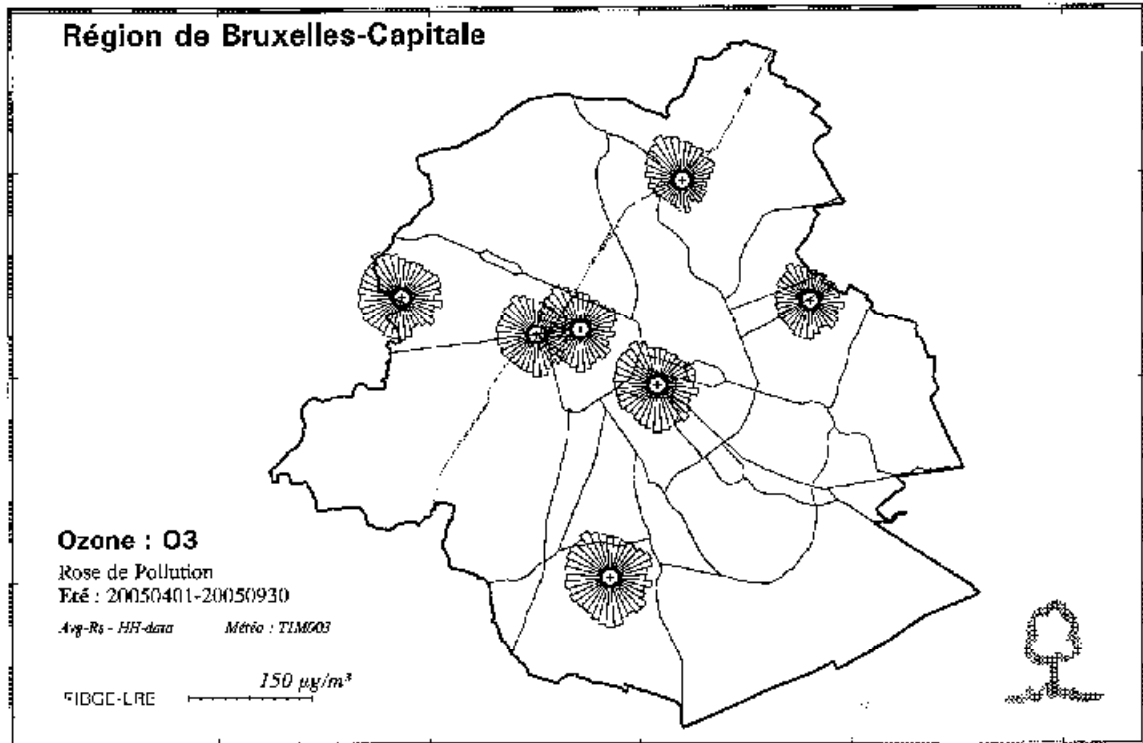 Région de Bruxelles-Capitale
Ozone : O3
Rose de Pollution
Eté : 20050401-20050930
Avg-Rs - HH-data Météo : T1M003
150 µg/m³
IBGE-LRE